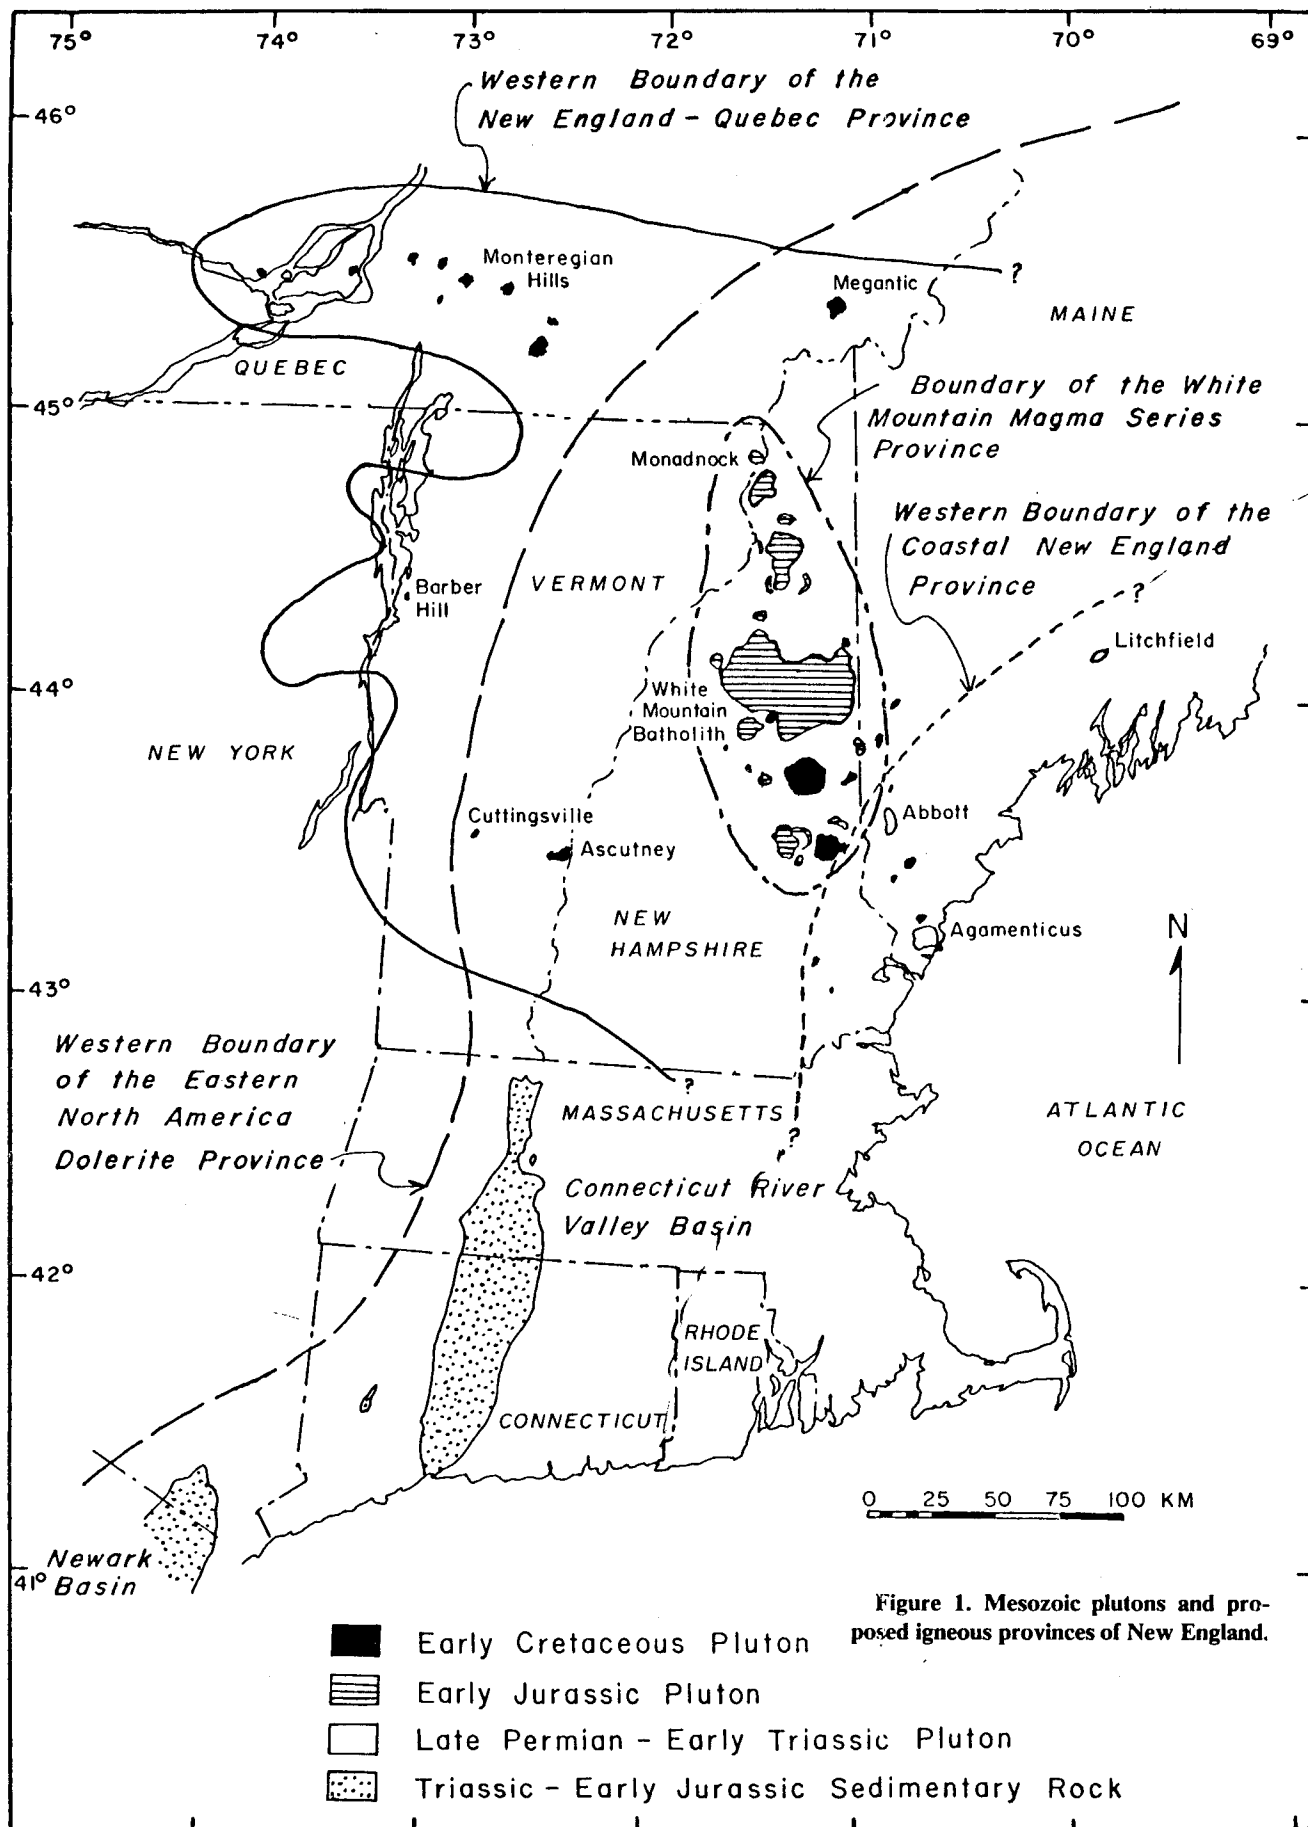 75°
74°
73°
72°
71°
70°
69°
Western Boundary of the
New England - Quebec Province
46°
Monteregian
Hills
Megantic
?
MAINE
QUEBEC
45°
Boundary of the White
Mountain Magma Series
Province
Monadnock
Western Boundary of the
Coastal New England
Province
?
VERMONT
Barber
Hill
Litchfield
44°
White
Mountain
Batholith
NEW YORK
Cuttingsville
Ascutney
Abbott
NEW
HAMPSHIRE
Agamenticus
N
43°
Western Boundary
of the Eastern
North America
Dolerite Province
?
MASSACHUSETTS
?
ATLANTIC
OCEAN
Connecticut River
Valley Basin
42°
RHODE
ISLAND
CONNECTICUT
0 25 50 75 100 KM
Newark
Basin
41°
Figure 1. Mesozoic plutons and pro-
posed igneous provinces of New England.
Early Cretaceous Pluton
Early Jurassic Pluton
Late Permian - Early Triassic Pluton
Triassic - Early Jurassic Sedimentary Rock